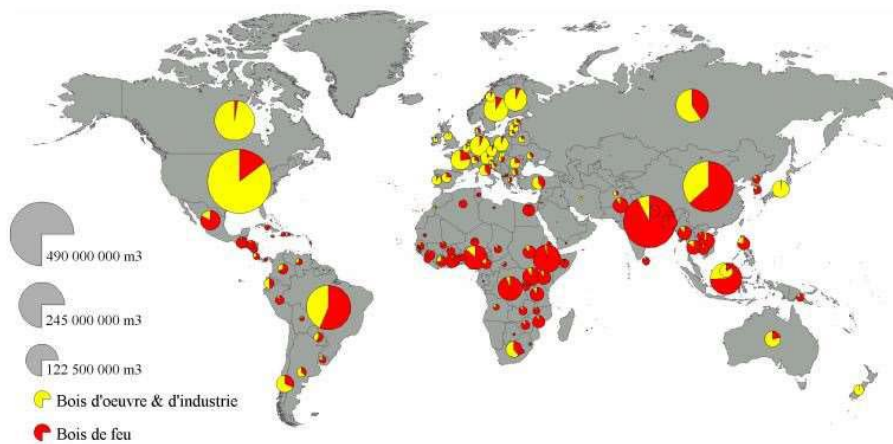 490 000 000 m3
245 000 000 m3
122 500 000 m3
Bois d'oeuvre & d'industrie
Bois de feu